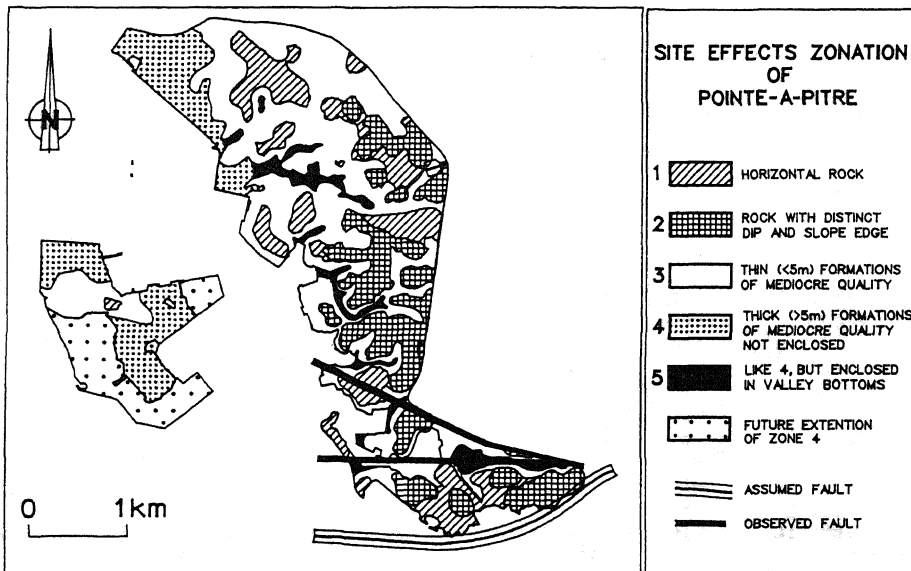 N
0 1km
SITE EFFECTS ZONATION
OF
POINTE-A-PITRE
1 HORIZONTAL ROCK
2 ROCK WITH DISTINCT
DIP AND SLOPE EDGE
3 THIN (<5m) FORMATIONS
OF MEDIOCRE QUALITY
4 THICK (>5m) FORMATIONS
OF MEDIOCRE QUALITY
NOT ENCLOSED
5 LIKE 4, BUT ENCLOSED
IN VALLEY BOTTOMS
FUTURE EXTENTION
OF ZONE 4
ASSUMED FAULT
OBSERVED FAULT